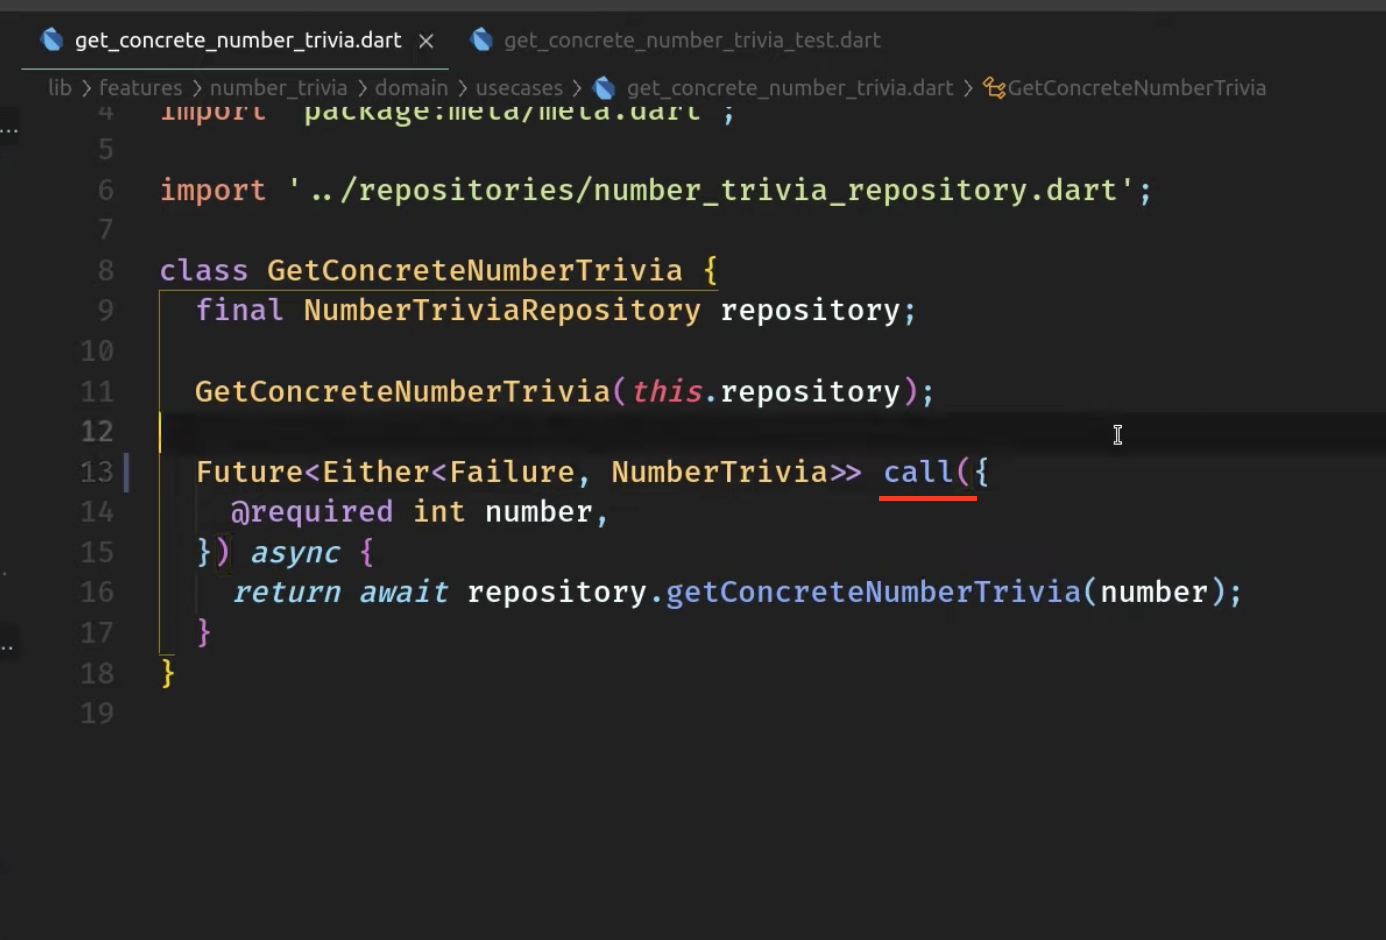 get_concrete_number_trivia.dart × get_concrete_number_trivia_test.dart
lib > features > number_trivia > domain > usecases > get_concrete_number_trivia.dart > GetConcreteNumberTrivia
4 import 'package:meta/meta.dart';
5
6 import '../repositories/number_trivia_repository.dart';
7
8 class GetConcreteNumberTrivia {
9 final NumberTriviaRepository repository;
10
11 GetConcreteNumberTrivia(this.repository);
12
13 Future<Either<Failure, NumberTrivia>> call({
14 @required int number,
15 }) async {
16 return await repository.getConcreteNumberTrivia(number);
17 }
18 }
19